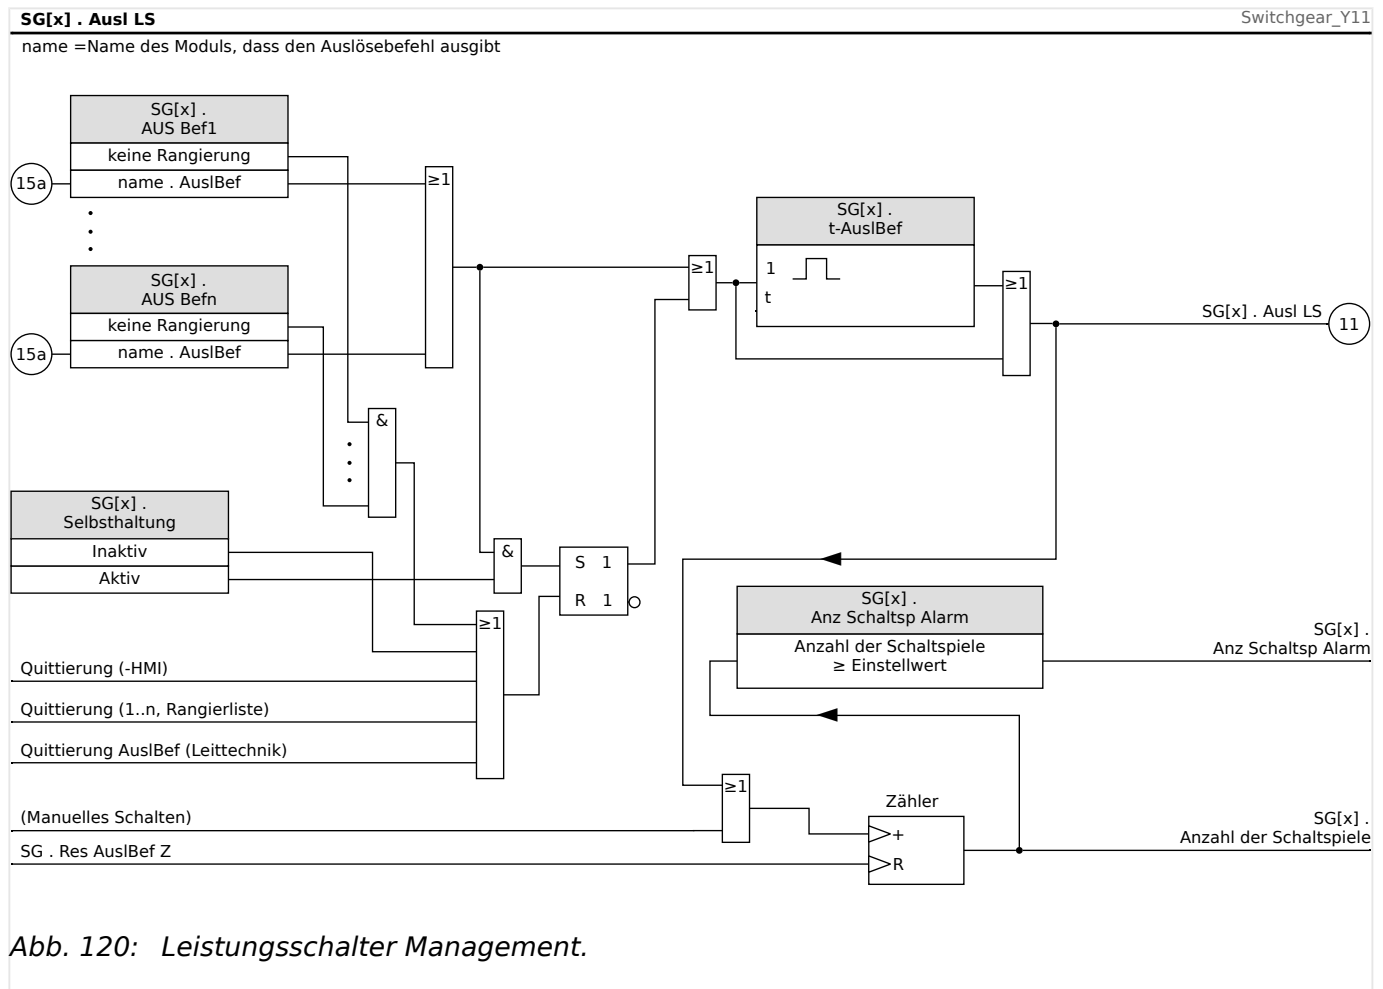 SG[x] . Ausl LS
Switchgear_Y11
name =Name des Moduls, dass den Auslösebefehl ausgibt
SG[x] .
AUS Bef1
keine Rangierung
15a
name . AuslBef
≥1
SG[x] .
t-AuslBef
1
t
≥1
≥1
SG[x] .
AUS Befn
keine Rangierung
15a
name . AuslBef
SG[x] . Ausl LS
11
&
SG[x] .
Selbsthaltung
Inaktiv
Aktiv
&
S 1
R 1
≥1
SG[x] .
Anz Schaltsp Alarm
Anzahl der Schaltspiele
≥ Einstellwert
SG[x] .
Anz Schaltsp Alarm
Quittierung (-HMI)
Quittierung (1..n, Rangierliste)
Quittierung AuslBef (Leittechnik)
≥1
(Manuelles Schalten)
SG . Res AuslBef Z
Zähler
+
R
SG[x] .
Anzahl der Schaltspiele
Abb. 120: Leistungsschalter Management.